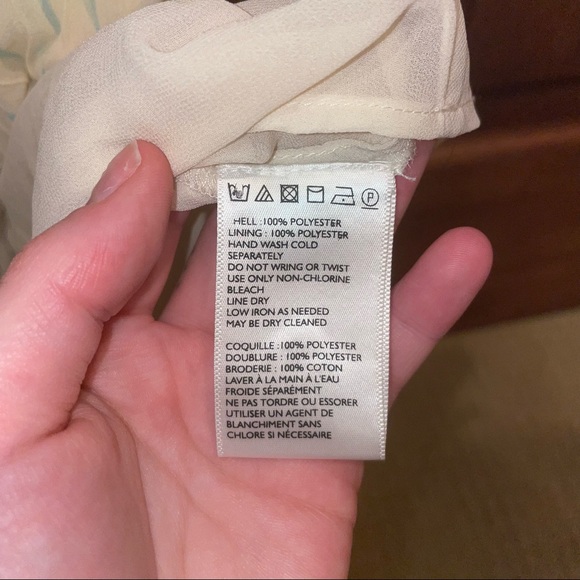 P
HELL :100% POLYESTER
LINING : 100% POLYESTER
HAND WASH COLD
SEPARATELY
DO NOT WRING OR TWIST
USE ONLY NON-CHLORINE
BLEACH
LINE DRY
LOW IRON AS NEEDED
MAY BE DRY CLEANED
COQUILLE :100% POLYESTER
DOUBLURE : 100% POLYESTER
BRODERIE : 100% COTON
LAVER À LA MAIN À L'EAU
FROIDE SÉPARÉMENT
NE PAS TORDRE OU ESSORER
UTILISER UN AGENT DE
BLANCHIMENT SANS
CHLORE SI NÉCESSAIRE